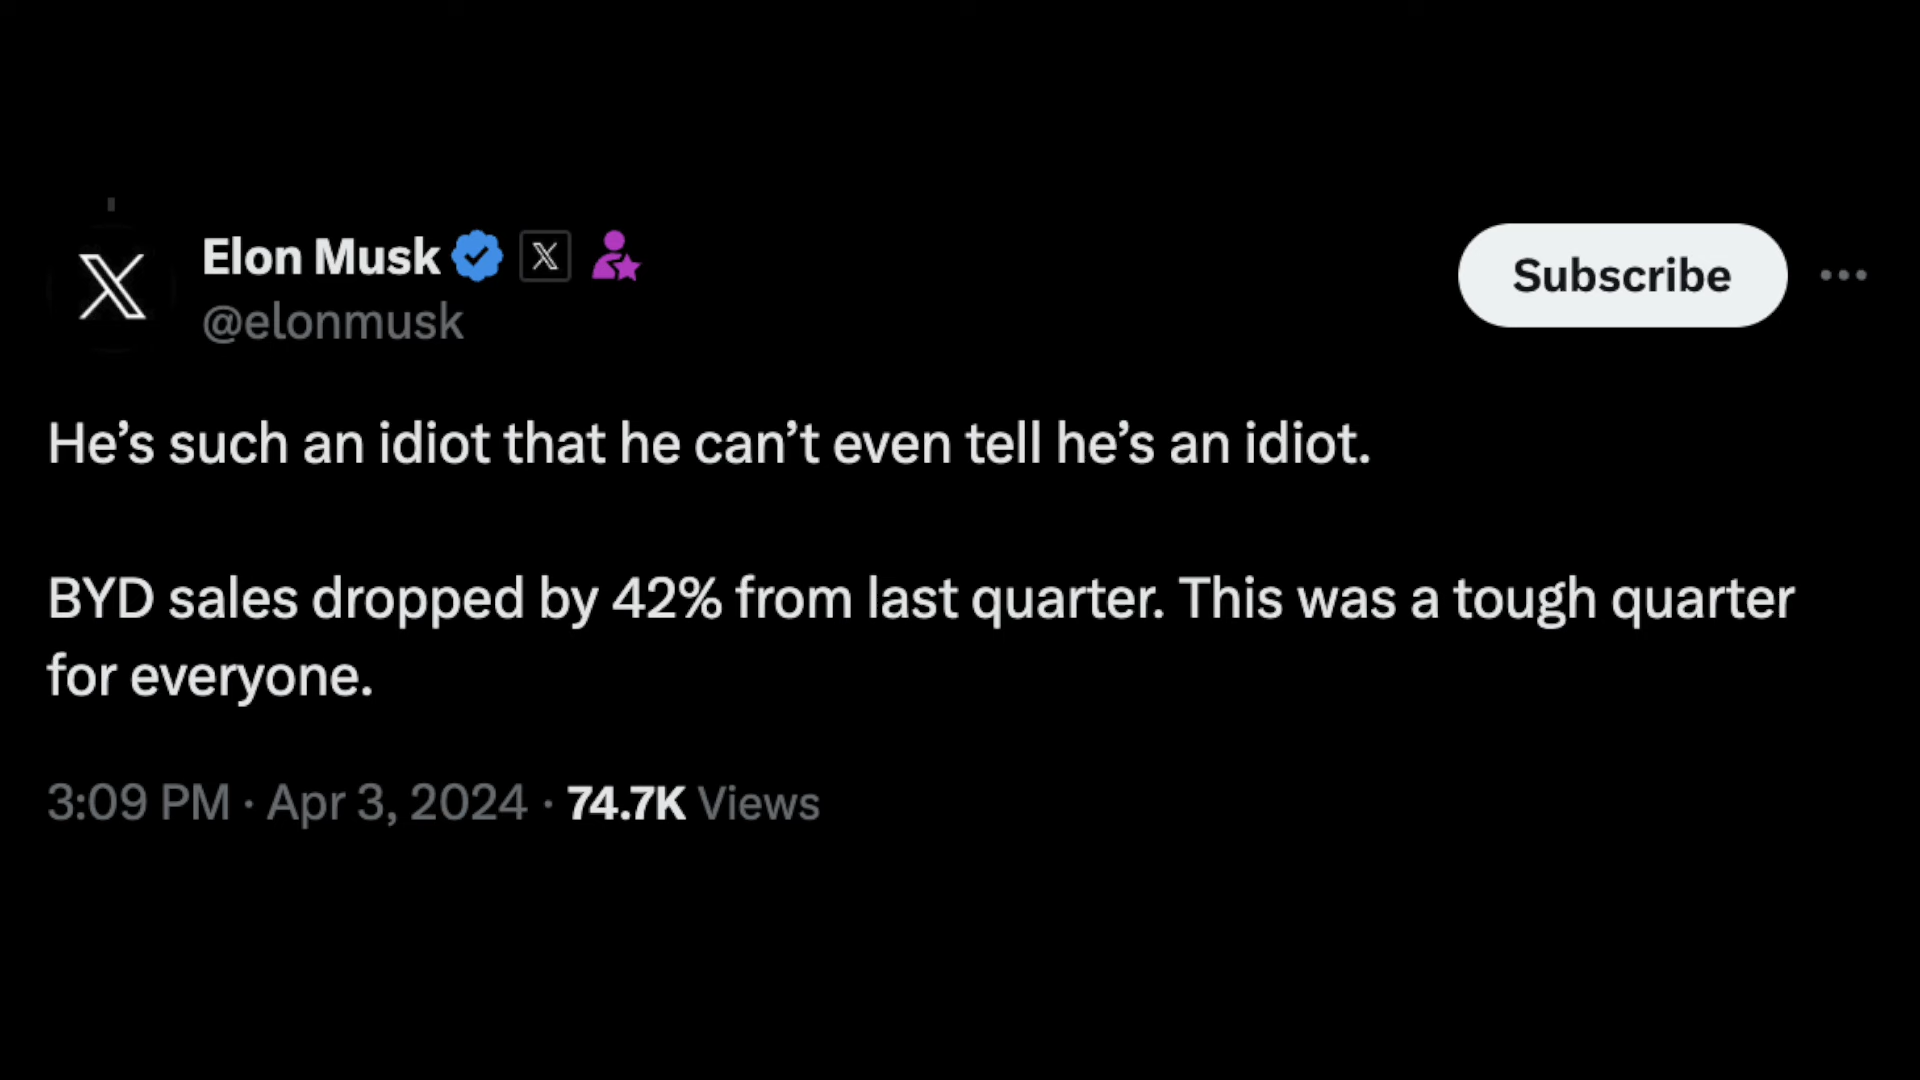 Elon Musk
@elonmusk
Subscribe
He’s such an idiot that he can’t even tell he’s an idiot.
BYD sales dropped by 42% from last quarter. This was a tough quarter
for everyone.
3:09 PM · Apr 3, 2024 · 74.7K Views